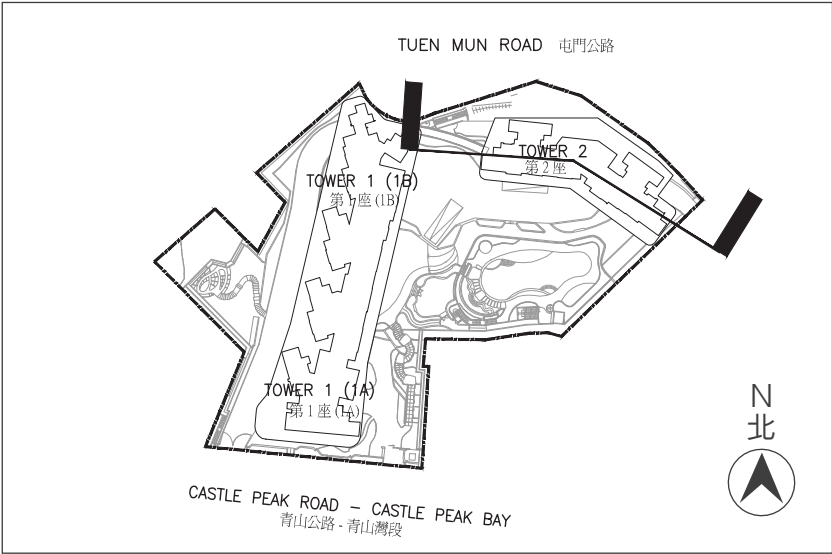 TUEN MUN ROAD 屯門公路
TOWER 2
第2座
TOWER 1 (1B)
第1座(1B)
TOWER 1 (1A)
第1座(1A)
N
北
CASTLE PEAK ROAD - CASTLE PEAK BAY
青山公路 - 青山灣段